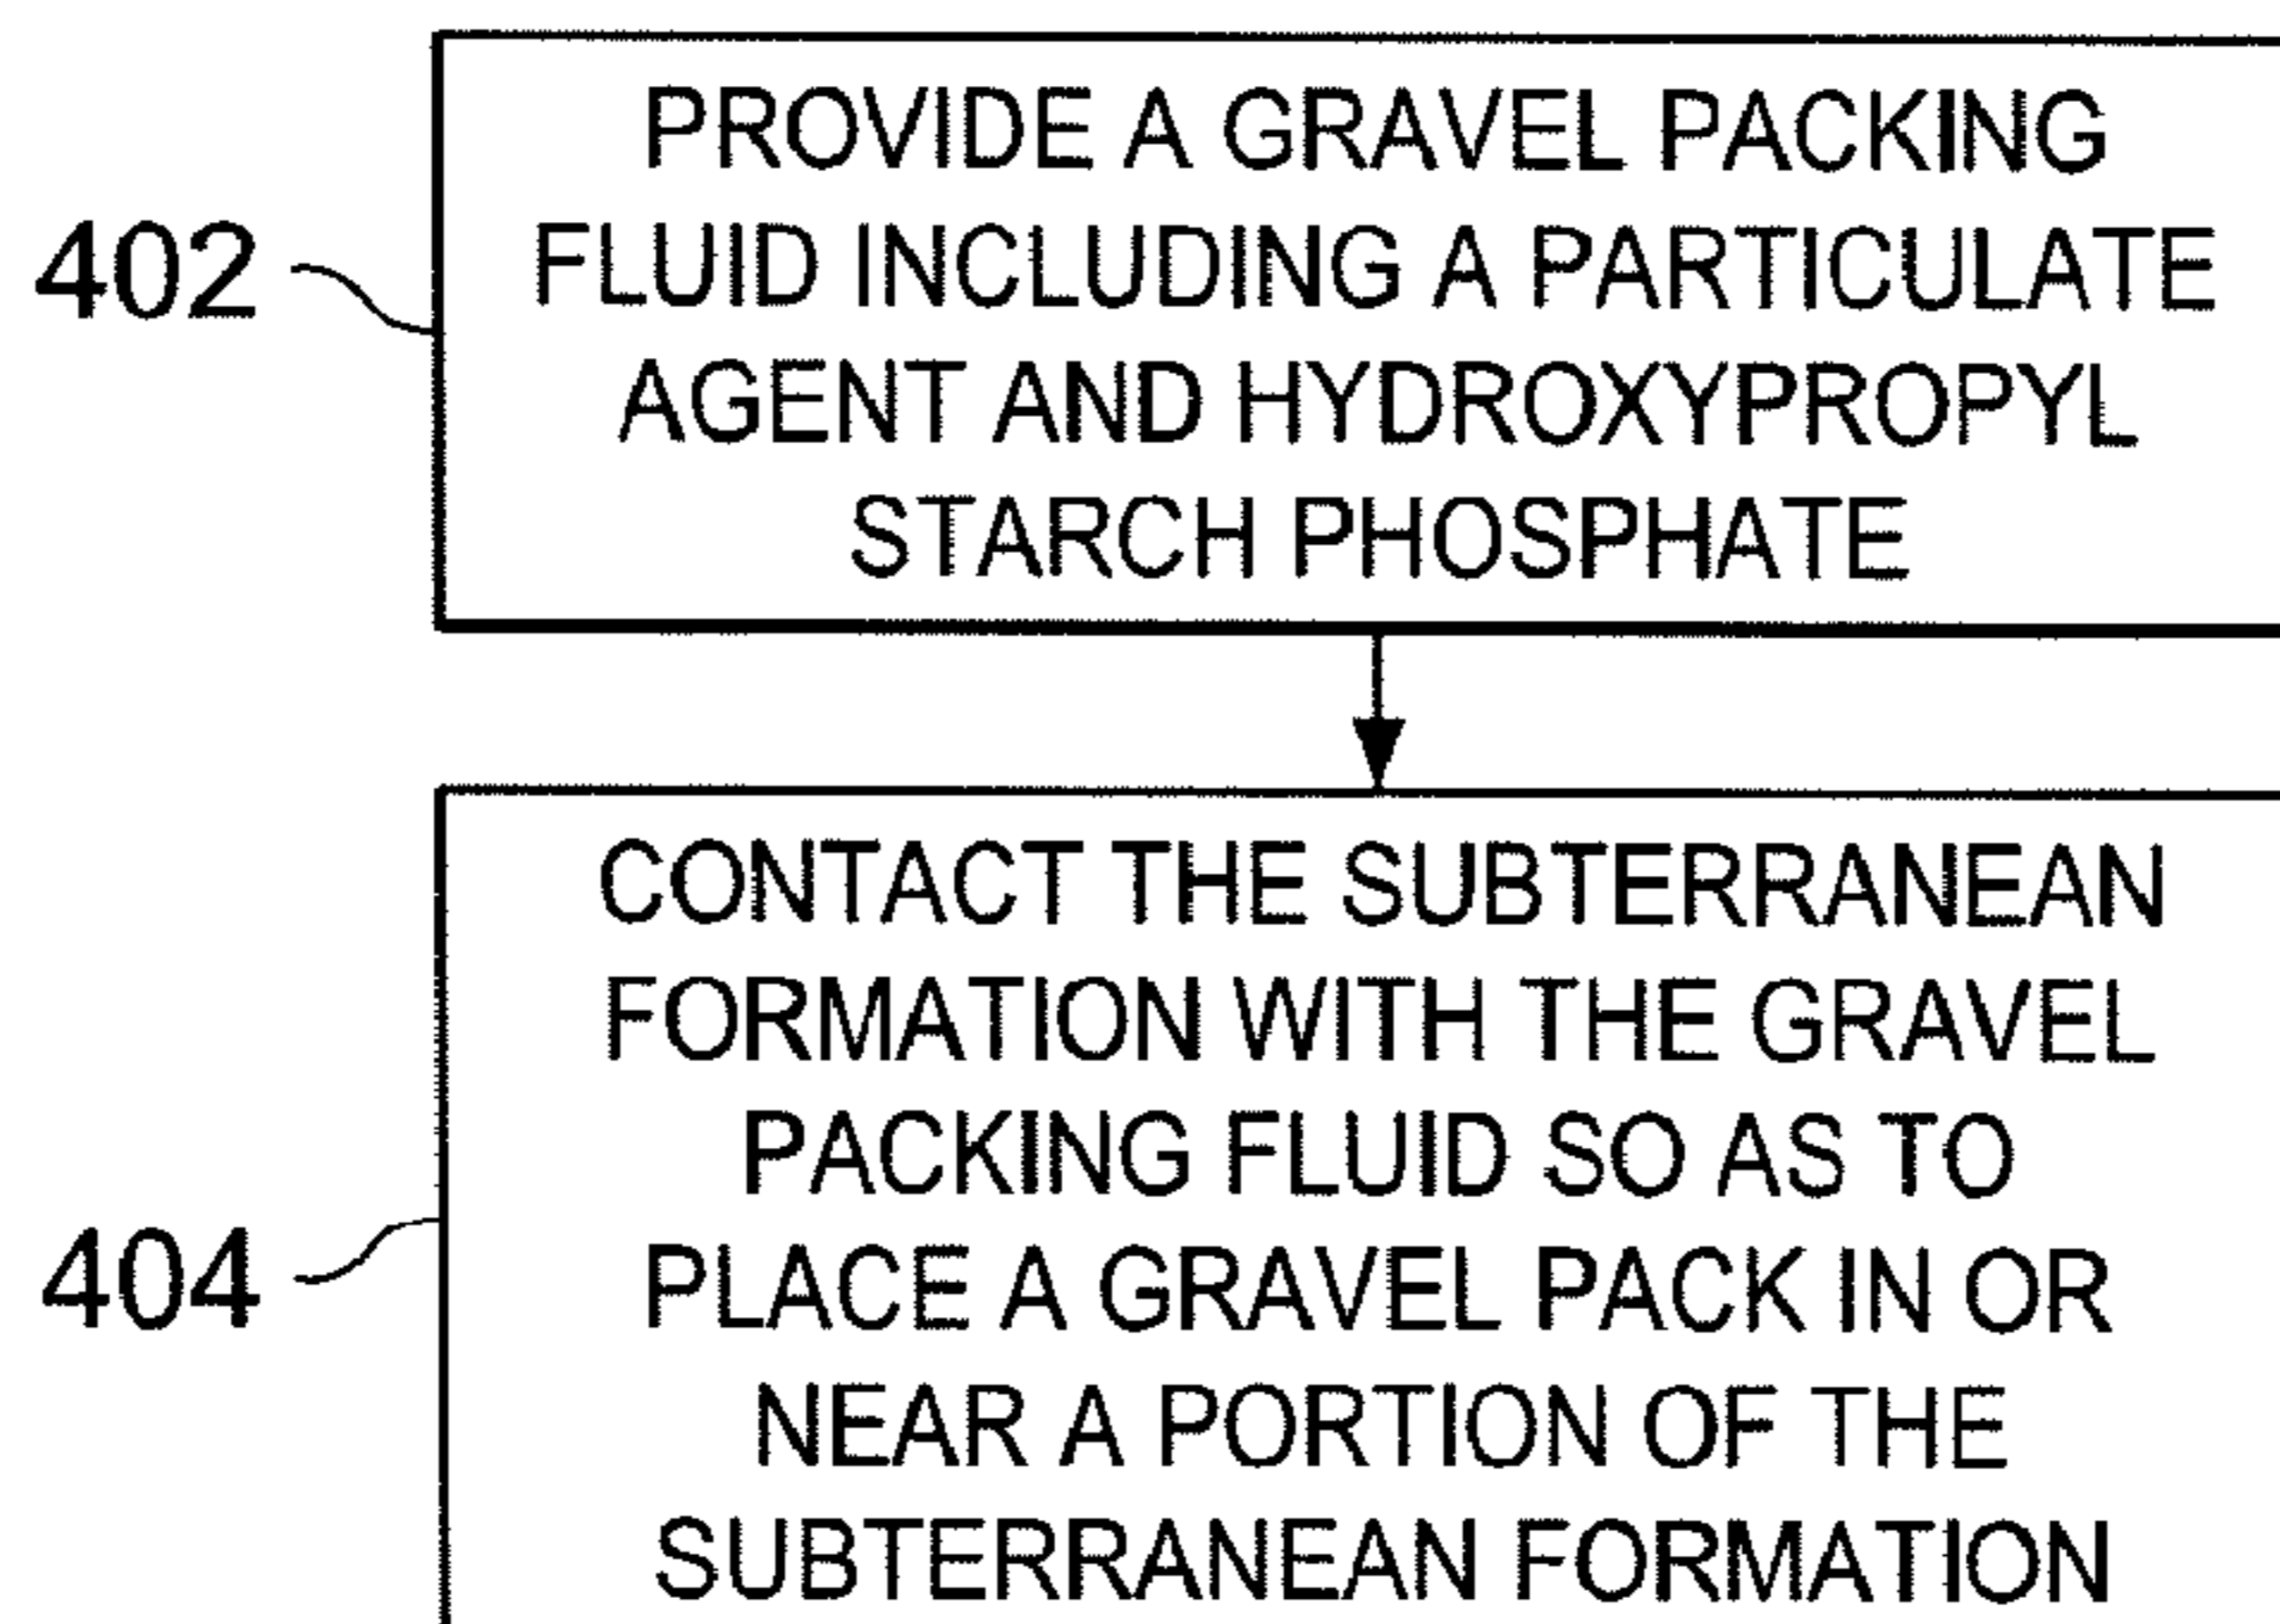 402
PROVIDE A GRAVEL PACKING
FLUID INCLUDING A PARTICULATE
AGENT AND HYDROXYPROPYL
STARCH PHOSPHATE
404
CONTACT THE SUBTERRANEAN
FORMATION WITH THE GRAVEL
PACKING FLUID SO AS TO
PLACE A GRAVEL PACK IN OR
NEAR A PORTION OF THE
SUBTERRANEAN FORMATION